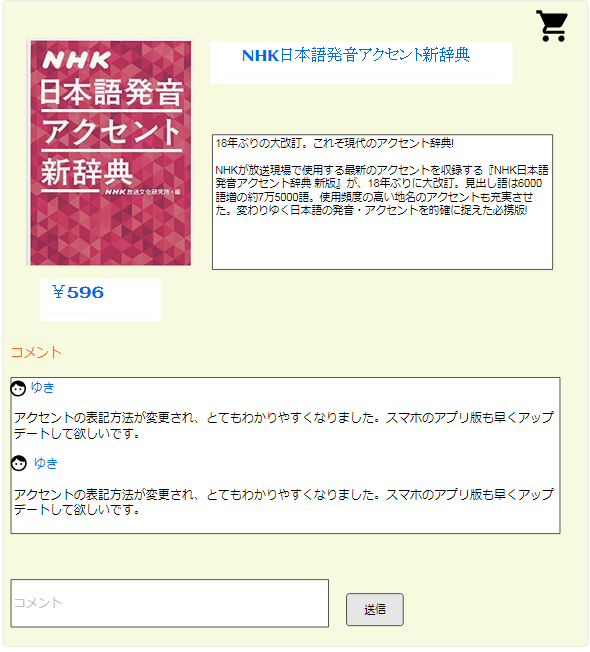 NHK
日本語発音
アクセント
新辞典
NHK放送文化研究所・編
NHK日本語発音アクセント新辞典
18年ぶりの大改訂。これぞ現代のアクセント辞典!
NHKが放送現場で使用する最新のアクセントを収録する『NHK日本語
発音アクセント辞典 新版』が、18年ぶりに大改訂。見出し語は6000
語増の約7万5000語。使用頻度の高い地名のアクセントも充実させ
た。変わりゆく日本語の発音・アクセントを的確に捉えた必携版!
￥596
コメント
ゆき
アクセントの表記方法が変更され、とてもわかりやすくなりました。スマホのアプリ版も早くアップ
デートして欲しいです。
ゆき
アクセントの表記方法が変更され、とてもわかりやすくなりました。スマホのアプリ版も早くアップ
デートして欲しいです。
コメント
送信